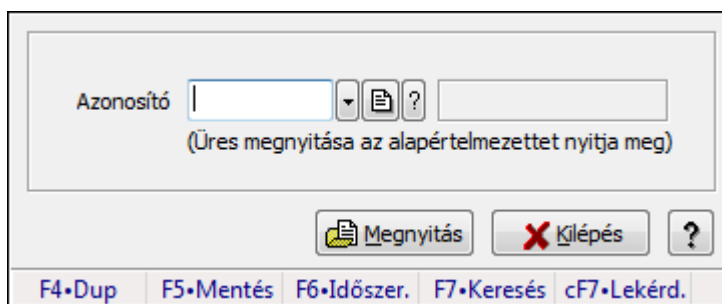 Azonosító ?
(Üres megnyitása az alapértelmezettet nyitja meg)
Megnyitás Kilépés ?
F4•Dup F5•Mentés F6•Időszer. F7•Keresés cF7•Lekérd.